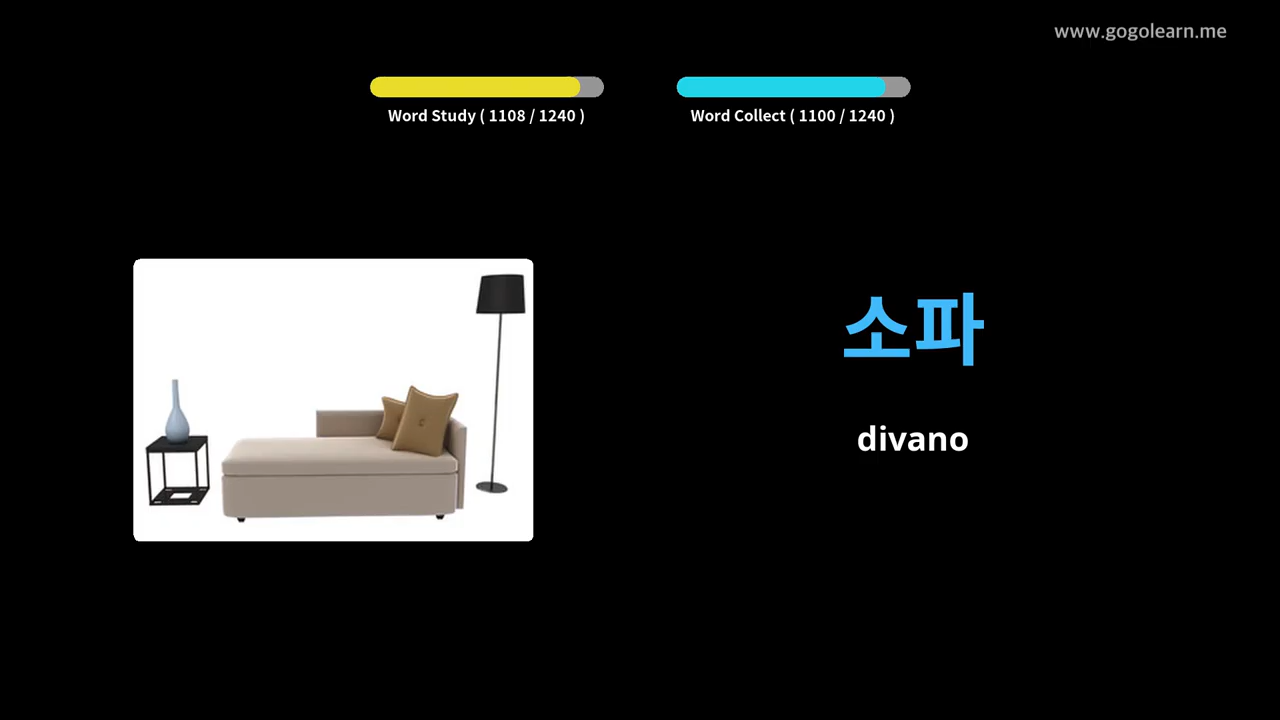 www.gogolearn.me
Word Study ( 1108 / 1240 )
Word Collect ( 1100 / 1240 )
소파
divano